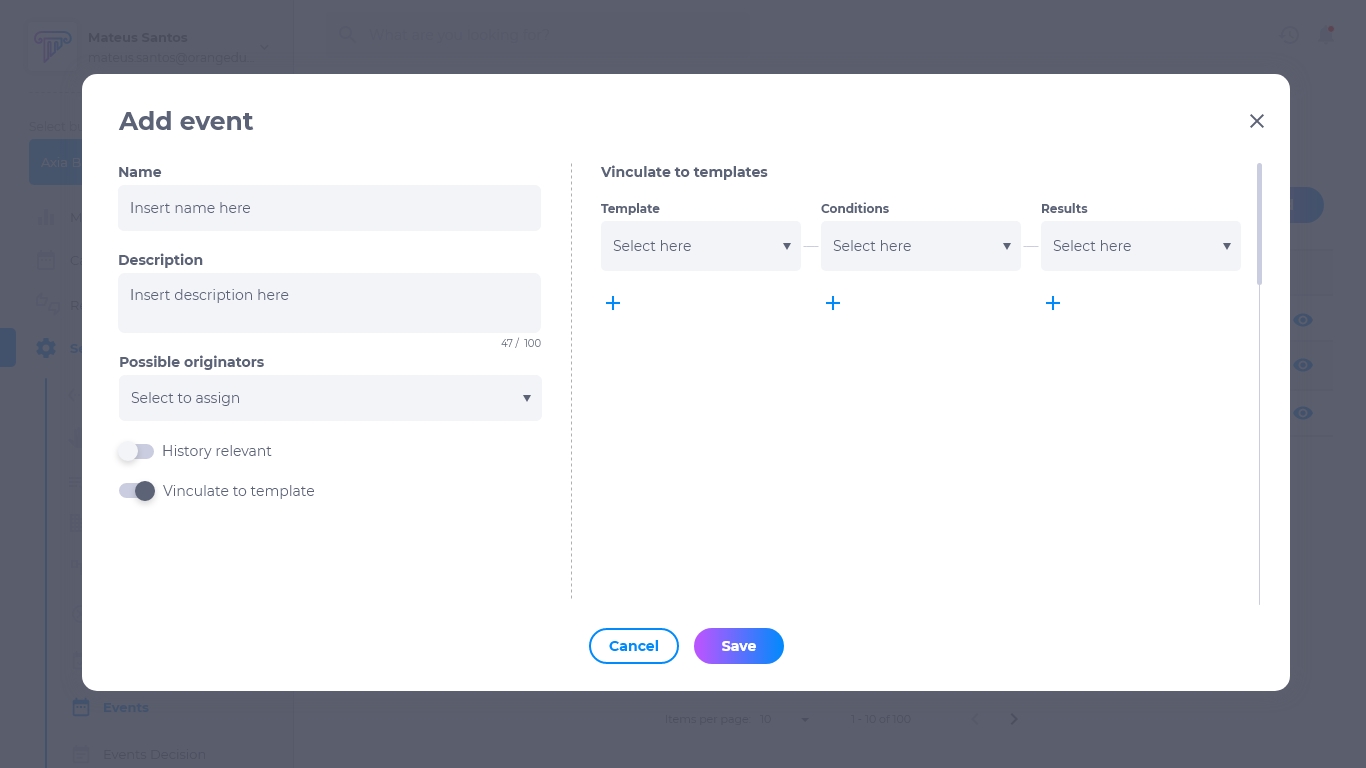 Mateus Santos
mateus.santos@orangedu...
What are you looking for?
Add event
Name
Insert name here
Description
Insert description here
47 / 100
Possible originators
Select to assign
History relevant
Vinculate to template
Vinculate to templates
Template
Conditions
Results
Select here
Select here
Select here
Cancel
Save
Events
Events Decision
Items per page
10
1 - 10 of 100